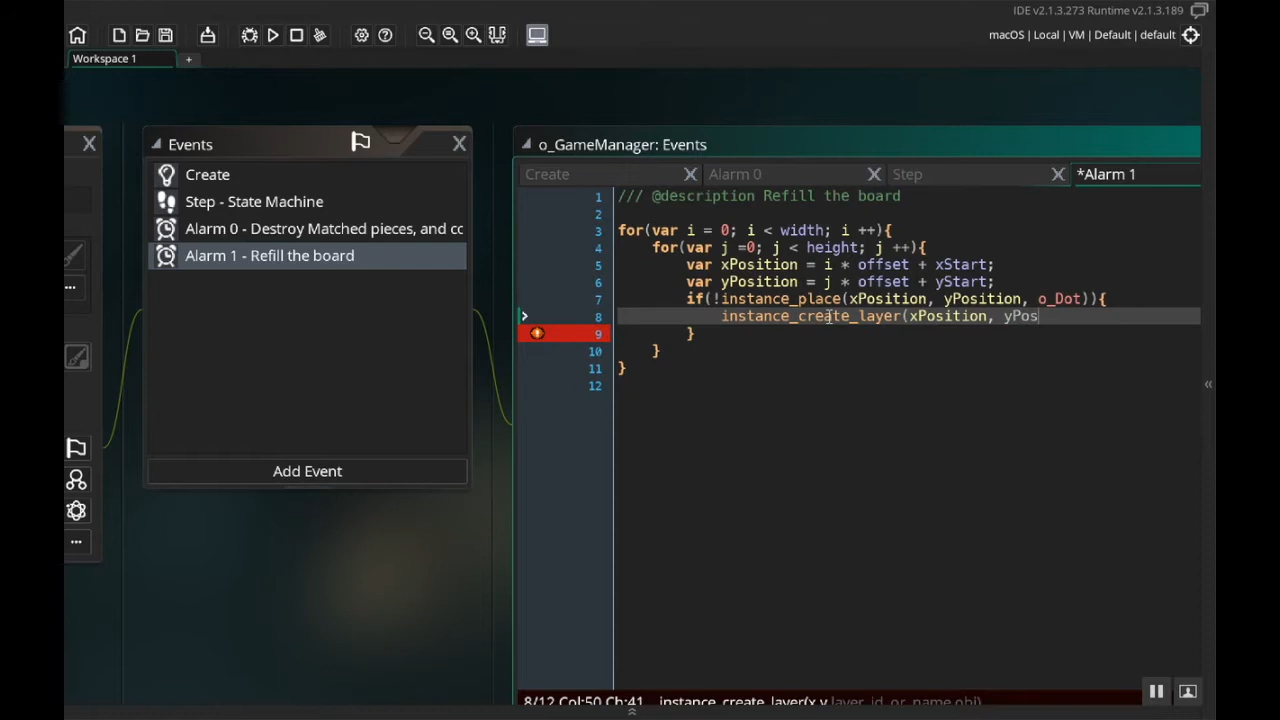 IDE v2.1.3.273 Runtime v2.1.3.189
macOS | Local | VM | Default | default
Workspace 1
+
Events
Create
Step - State Machine
Alarm 0 - Destroy Matched pieces, and cc
Alarm 1 - Refill the board
Add Event
o_GameManager: Events
Create
Alarm 0
Step
*Alarm 1
1 /// @description Refill the board
2
3 for(var i = 0; i < width; i ++){
4 for(var j =0; j < height; j ++){
5 var xPosition = i * offset + xStart;
6 var yPosition = j * offset + yStart;
7 if(!instance_place(xPosition, yPosition, o_Dot)){
8 instance_create_layer(xPosition, yPos
9 }
10 }
11 }
12
8/12 Col:50 Ch:41 instance_create_layer(x,y,layer_id_or_name,obj)